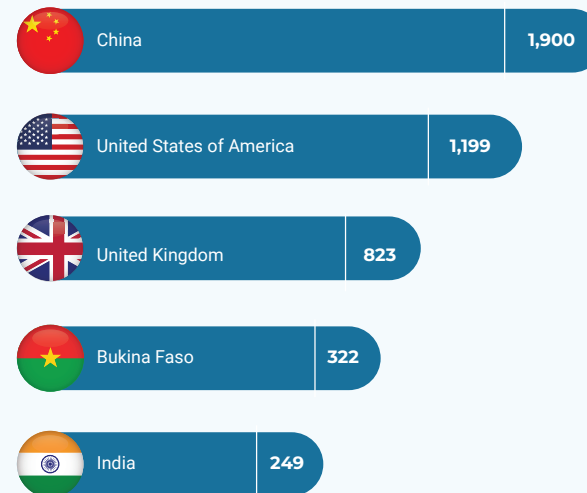 China 1,900
United States of America 1,199
United Kingdom 823
Bukina Faso 322
India 249